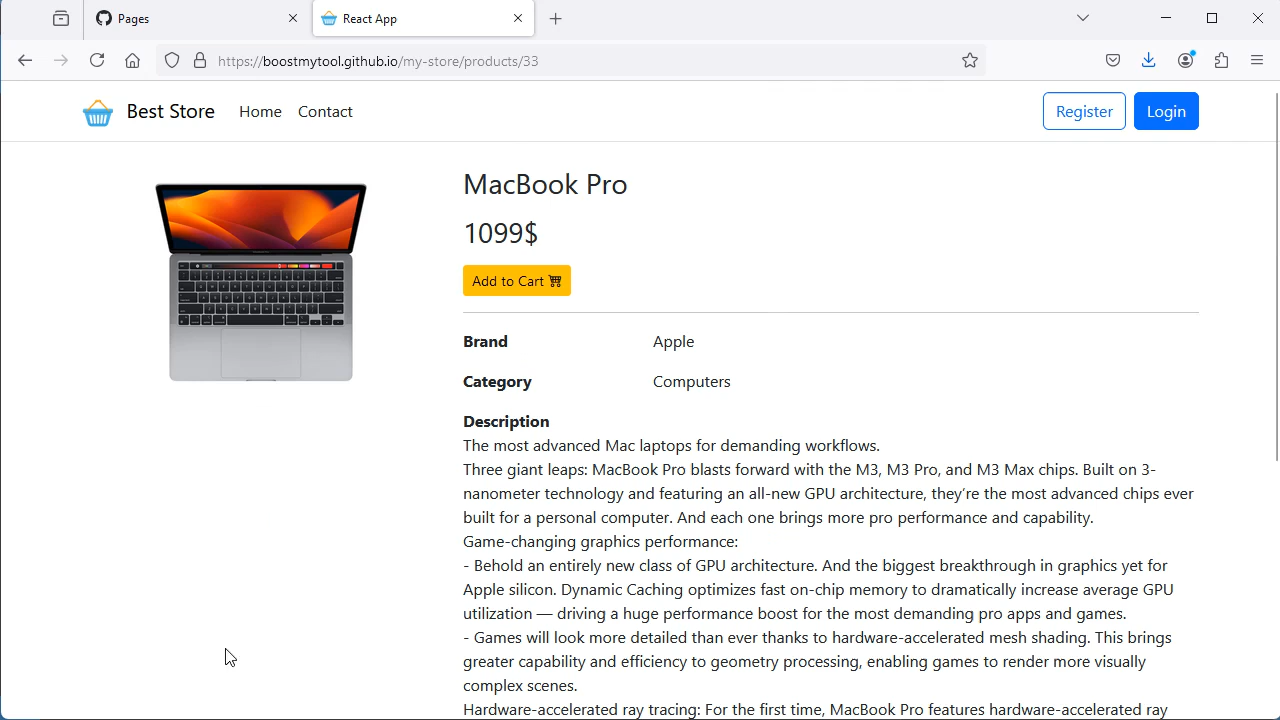 Pages
React App
https://boostmytool.github.io/my-store/products/33
Best Store
Home
Contact
Register
Login
MacBook Pro
1099$
Add to Cart
Brand
Apple
Category
Computers
Description
The most advanced Mac laptops for demanding workflows.
Three giant leaps: MacBook Pro blasts forward with the M3, M3 Pro, and M3 Max chips. Built on 3-
nanometer technology and featuring an all-new GPU architecture, they're the most advanced chips ever
built for a personal computer. And each one brings more pro performance and capability.
Game-changing graphics performance:
- Behold an entirely new class of GPU architecture. And the biggest breakthrough in graphics yet for
Apple silicon. Dynamic Caching optimizes fast on-chip memory to dramatically increase average GPU
utilization — driving a huge performance boost for the most demanding pro apps and games.
- Games will look more detailed than ever thanks to hardware-accelerated mesh shading. This brings
greater capability and efficiency to geometry processing, enabling games to render more visually
complex scenes.
Hardware-accelerated ray tracing: For the first time, MacBook Pro features hardware-accelerated ray